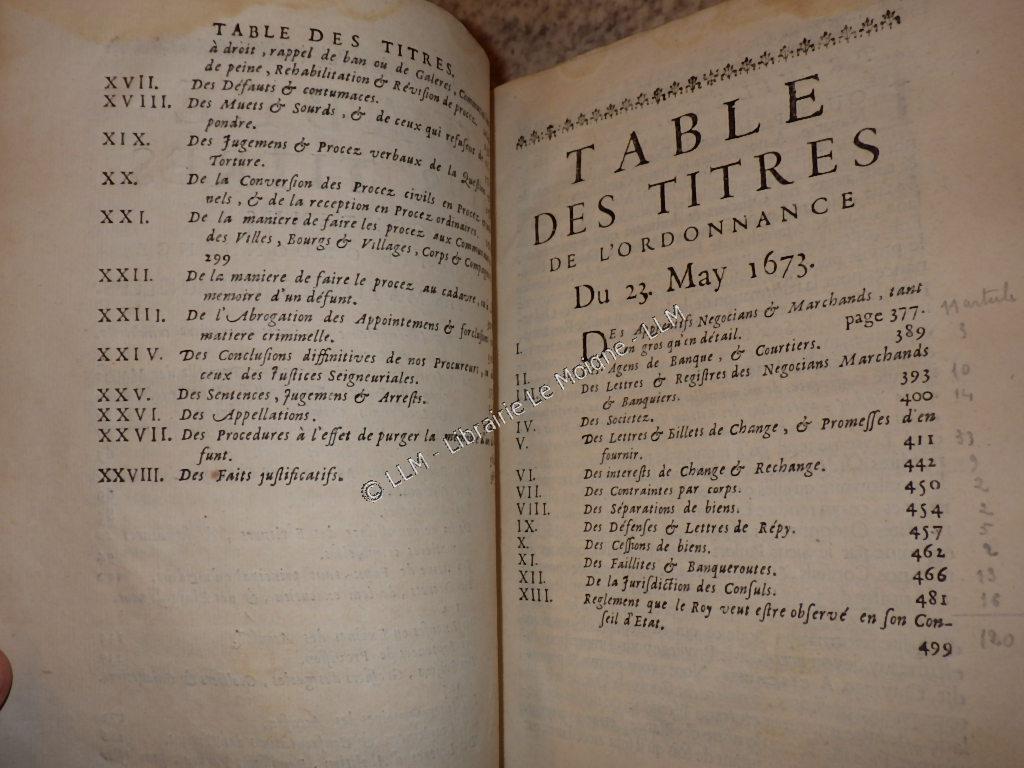 TABLE DES TITRES.
à droit, rappel de ban ou de Galeres,
de peine, Rehabilitation & Révision de procez.
XVII. Des Défauts & contumaces.
XVIII. Des Muets & Sourds, & de ceux qui refusent de
pondre.
XIX. Des Jugemens & Procez verbaux de la Question
Torture.
XX. De la Conversion des Procez civils en Procez
nels, & de la reception en Procez ordinaires.
XXI. De la maniere de faire les procez aux
des Villes, Bourgs & Villages, Corps &
299
XXII. De la maniere de faire le procez au cadavre,
memoire d'un défunt.
XXIII. De l'Abrogation des Appointemens &
matiere criminelle.
XXIV. Des Conclusions diffinitives de nos Procureurs,
ceux des Justices Seigneuriales.
XXV. Des Sentences, Jugemens & Arrests.
XXVI. Des Appellations.
XXVII. Des Procedures à l'effet de purger la
funt.
XXVIII. Des Faits justificatifs.
© LLM - Librairie Le Moigne - LLM
TABLE
DES TITRES
DE L'ORDONNANCE
Du 23. May 1673.
I. DEs Negocians & Marchands, tant
en gros qu'en détail. page 377.
II. Agens de Banque, & Courtiers. 389
Des Lettres & Registres des Negocians Marchands
& Banquiers. 393
IV. Des Societez. 400
V. Des Lettres & Billets de Change, & Promesses d'en
fournir. 411
VI. Des interests de Change & Rechange. 442
VII. Des Contraintes par corps. 450
VIII. Des Séparations de biens. 454
IX. Des Défenses & Lettres de Répy. 457
X. Des Cessions de biens. 462
XI. Des Faillites & Banqueroutes. 466
XII. De la Jurisdiction des Consuls. 481
XIII. Reglement que le Roy veut estre observé en son Con-
seil d'Etat. 499